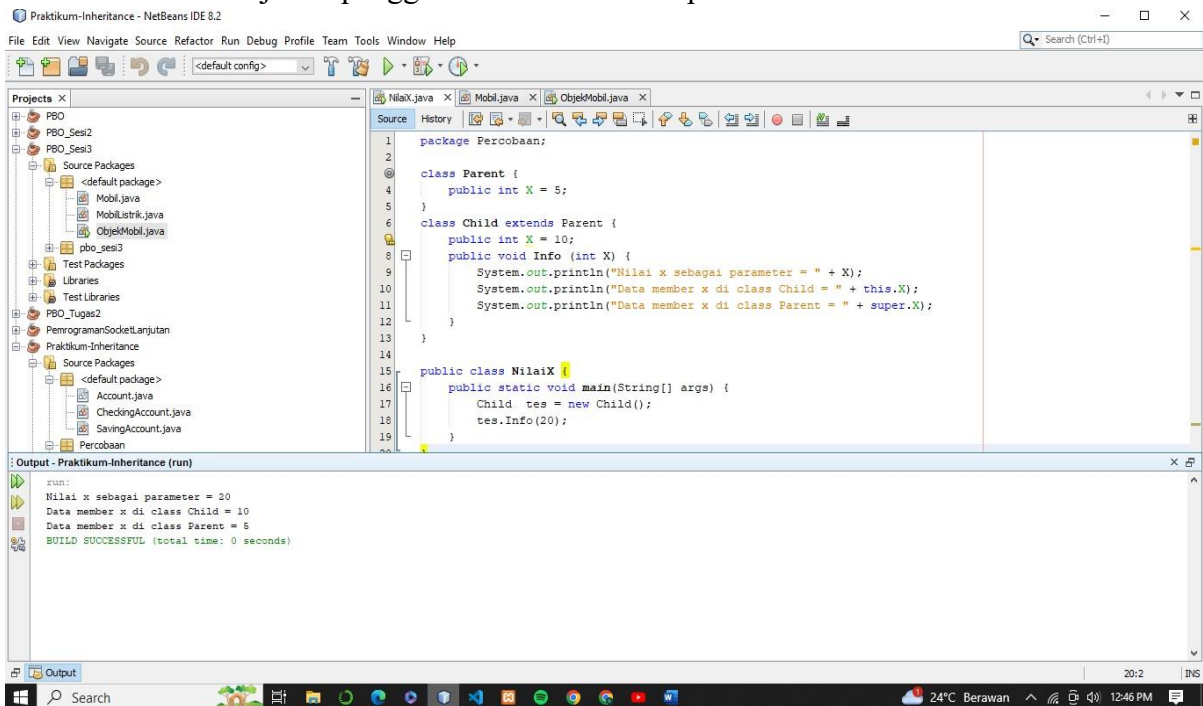 Praktikum-Inheritance - NetBeans IDE 8.2
File Edit View Navigate Source Refactor Run Debug Profile Team Tools Window Help
Search (Ctrl+I)
<default config>
Projects
PBO
PBO_Sesi2
PBO_Sesi3
Source Packages
<default package>
Mobil.java
MobilListrik.java
ObjekMobil.java
pbo_sesi3
Test Packages
Libraries
Test Libraries
PBO_Tugas2
PemrogramanSocketLanjutan
Praktikum-Inheritance
Source Packages
<default package>
Account.java
CheckingAccount.java
SavingAccount.java
Percobaan
NilaiX.java Mobil.java ObjekMobil.java
Source History
1 package Percobaan;
2
class Parent {
4 public int X = 5;
5 }
6 class Child extends Parent {
public int X = 10;
8 public void Info (int X) {
9 System.out.println("Nilai x sebagai parameter = " + X);
10 System.out.println("Data member x di class Child = " + this.X);
11 System.out.println("Data member x di class Parent = " + super.X);
12 }
13 }
14
15 public class NilaiX {
16 public static void main(String[] args) {
17 Child tes = new Child();
18 tes.Info(20);
19 }
Output - Praktikum-Inheritance (run)
run:
Nilai x sebagai parameter = 20
Data member x di class Child = 10
Data member x di class Parent = 5
BUILD SUCCESSFUL (total time: 0 seconds)
Output
20:2 INS
Search
24°C Berawan 12:46 PM